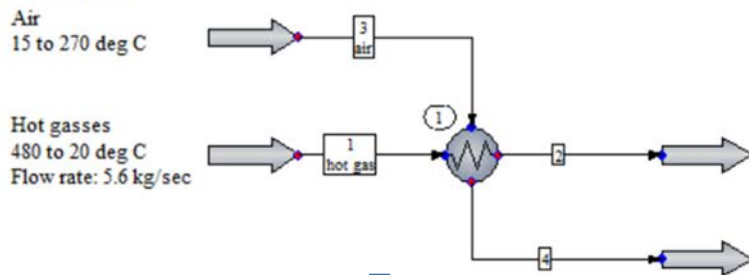 Air
15 to 270 deg C
3
air
Hot gasses
480 to 20 deg C
Flow rate: 5.6 kg/sec
1
hot gas
1
2
4